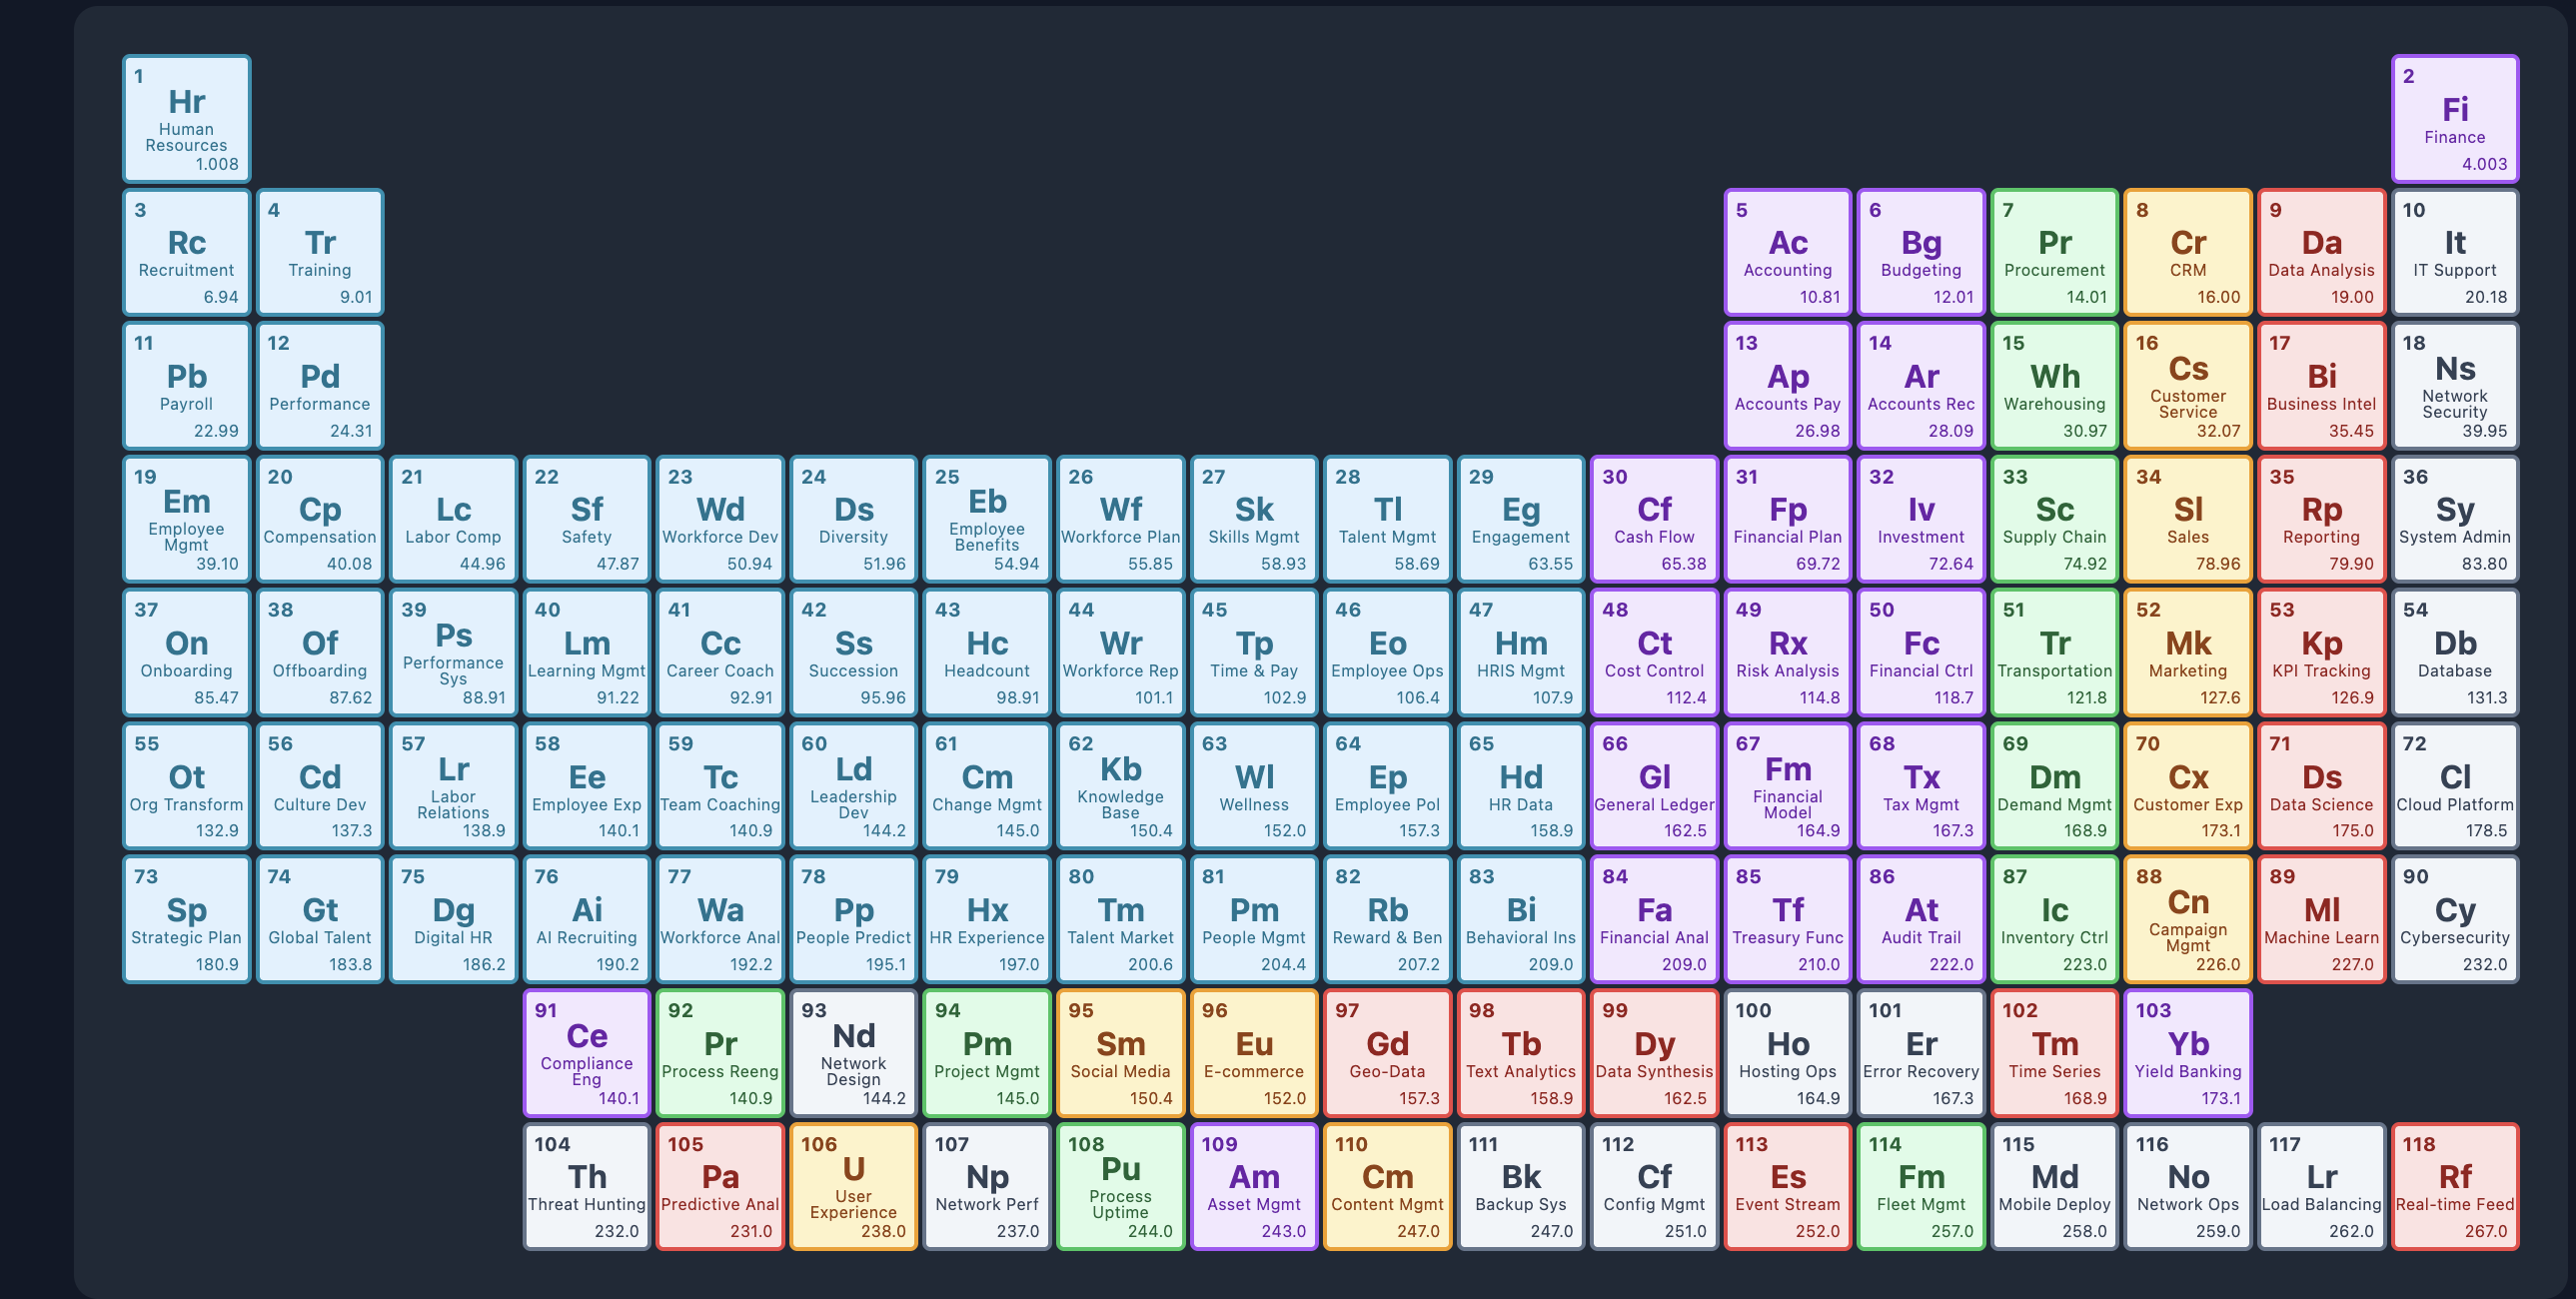 1
Hr
Human
Resources
1.008
2
Fi
Finance
4.003
3
Rc
Recruitment
6.94
4
Tr
Training
9.01
5
Ac
Accounting
10.81
6
Bg
Budgeting
12.01
7
Pr
Procurement
14.01
8
Cr
CRM
16.00
9
Da
Data Analysis
19.00
10
It
IT Support
20.18
11
Pb
Payroll
22.99
12
Pd
Performance
24.31
13
Ap
Accounts Pay
26.98
14
Ar
Accounts Rec
28.09
15
Wh
Warehousing
30.97
16
Cs
Customer
Service
32.07
17
Bi
Business Intel
35.45
18
Ns
Network
Security
39.95
19
Em
Employee
Mgmt
39.10
20
Cp
Compensation
40.08
21
Lc
Labor Comp
44.96
22
Sf
Safety
47.87
23
Wd
Workforce Dev
50.94
24
Ds
Diversity
51.96
25
Eb
Employee
Benefits
54.94
26
Wf
Workforce Plan
55.85
27
Sk
Skills Mgmt
58.93
28
Tl
Talent Mgmt
58.69
29
Eg
Engagement
63.55
30
Cf
Cash Flow
65.38
31
Fp
Financial Plan
69.72
32
Iv
Investment
72.64
33
Sc
Supply Chain
74.92
34
Sl
Sales
78.96
35
Rp
Reporting
79.90
36
Sy
System Admin
83.80
37
On
Onboarding
85.47
38
Of
Offboarding
87.62
39
Ps
Performance
Sys
88.91
40
Lm
Learning Mgmt
91.22
41
Cc
Career Coach
92.91
42
Ss
Succession
95.96
43
Hc
Headcount
98.91
44
Wr
Workforce Rep
101.1
45
Tp
Time & Pay
102.9
46
Eo
Employee Ops
106.4
47
Hm
HRIS Mgmt
107.9
48
Ct
Cost Control
112.4
49
Rx
Risk Analysis
114.8
50
Fc
Financial Ctrl
118.7
51
Tr
Transportation
121.8
52
Mk
Marketing
127.6
53
Kp
KPI Tracking
126.9
54
Db
Database
131.3
55
Ot
Org Transform
132.9
56
Cd
Culture Dev
137.3
57
Lr
Labor
Relations
138.9
58
Ee
Employee Exp
140.1
59
Tc
Team Coaching
140.9
60
Ld
Leadership
Dev
144.2
61
Cm
Change Mgmt
145.0
62
Kb
Knowledge
Base
150.4
63
Wl
Wellness
152.0
64
Ep
Employee Pol
157.3
65
Hd
HR Data
158.9
66
Gl
General Ledger
162.5
67
Fm
Financial
Model
164.9
68
Tx
Tax Mgmt
167.3
69
Dm
Demand Mgmt
168.9
70
Cx
Customer Exp
173.1
71
Ds
Data Science
175.0
72
Cl
Cloud Platform
178.5
73
Sp
Strategic Plan
180.9
74
Gt
Global Talent
183.8
75
Dg
Digital HR
186.2
76
Ai
AI Recruiting
190.2
77
Wa
Workforce Anal
192.2
78
Pp
People Predict
195.1
79
Hx
HR Experience
197.0
80
Tm
Talent Market
200.6
81
Pm
People Mgmt
204.4
82
Rb
Reward & Ben
207.2
83
Bi
Behavioral Ins
209.0
84
Fa
Financial Anal
209.0
85
Tf
Treasury Func
210.0
86
At
Audit Trail
222.0
87
Ic
Inventory Ctrl
223.0
88
Cn
Campaign
Mgmt
226.0
89
Ml
Machine Learn
227.0
90
Cy
Cybersecurity
232.0
91
Ce
Compliance
Eng
140.1
92
Pr
Process Reeng
140.9
93
Nd
Network
Design
144.2
94
Pm
Project Mgmt
145.0
95
Sm
Social Media
150.4
96
Eu
E-commerce
152.0
97
Gd
Geo-Data
157.3
98
Tb
Text Analytics
158.9
99
Dy
Data Synthesis
162.5
100
Ho
Hosting Ops
164.9
101
Er
Error Recovery
167.3
102
Tm
Time Series
168.9
103
Yb
Yield Banking
173.1
104
Th
Threat Hunting
232.0
105
Pa
Predictive Anal
231.0
106
U
User
Experience
238.0
107
Np
Network Perf
237.0
108
Pu
Process
Uptime
244.0
109
Am
Asset Mgmt
243.0
110
Cm
Content Mgmt
247.0
111
Bk
Backup Sys
247.0
112
Cf
Config Mgmt
251.0
113
Es
Event Stream
252.0
114
Fm
Fleet Mgmt
257.0
115
Md
Mobile Deploy
258.0
116
No
Network Ops
259.0
117
Lr
Load Balancing
262.0
118
Rf
Real-time Feed
267.0